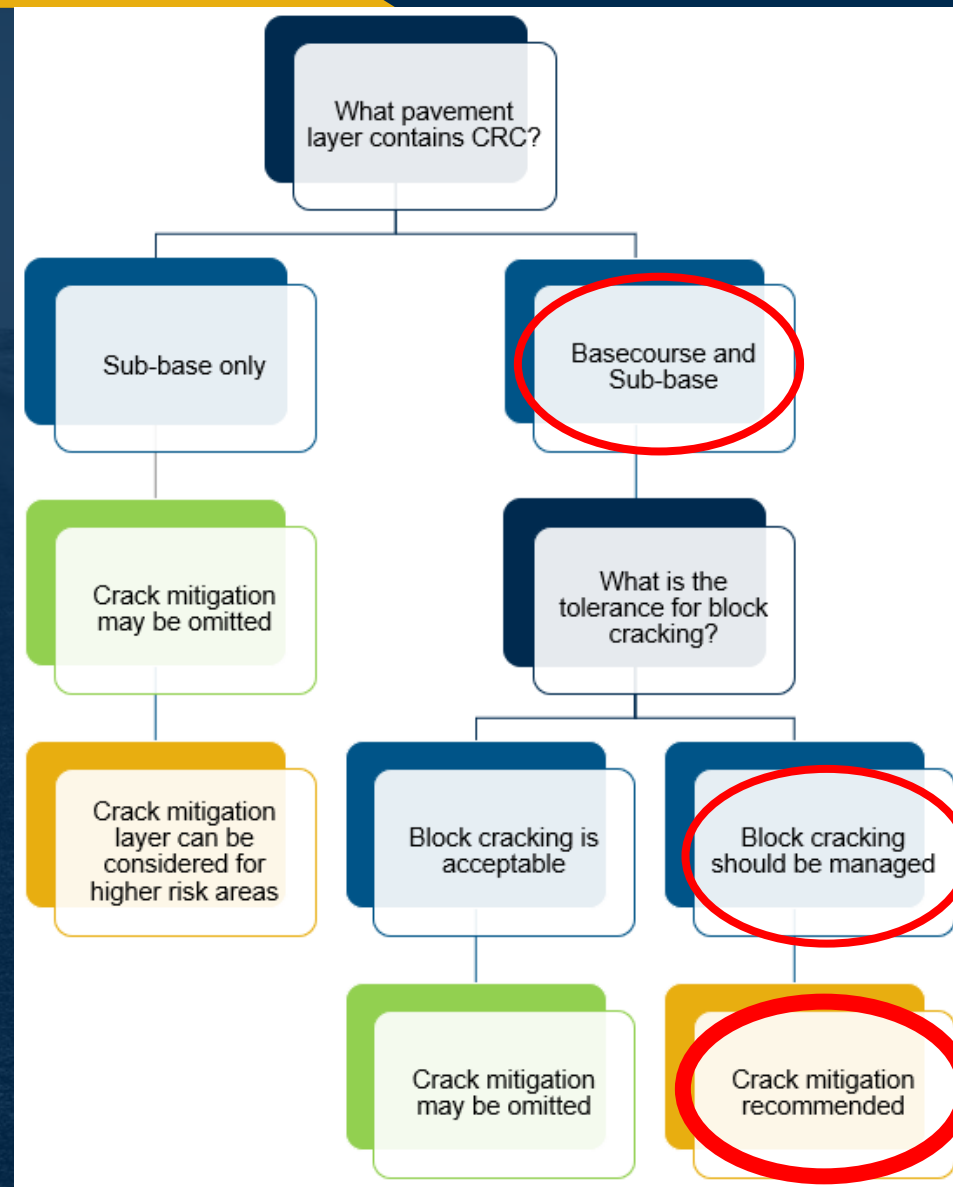 What pavement
layer contains CRC?
Sub-base only
Basecourse and
Sub-base
Crack mitigation
may be omitted
What is the
tolerance for block
cracking?
Crack mitigation
layer can be
considered for
higher risk areas
Block cracking is
acceptable
Block cracking
should be managed
Crack mitigation
may be omitted
Crack mitigation
recommended